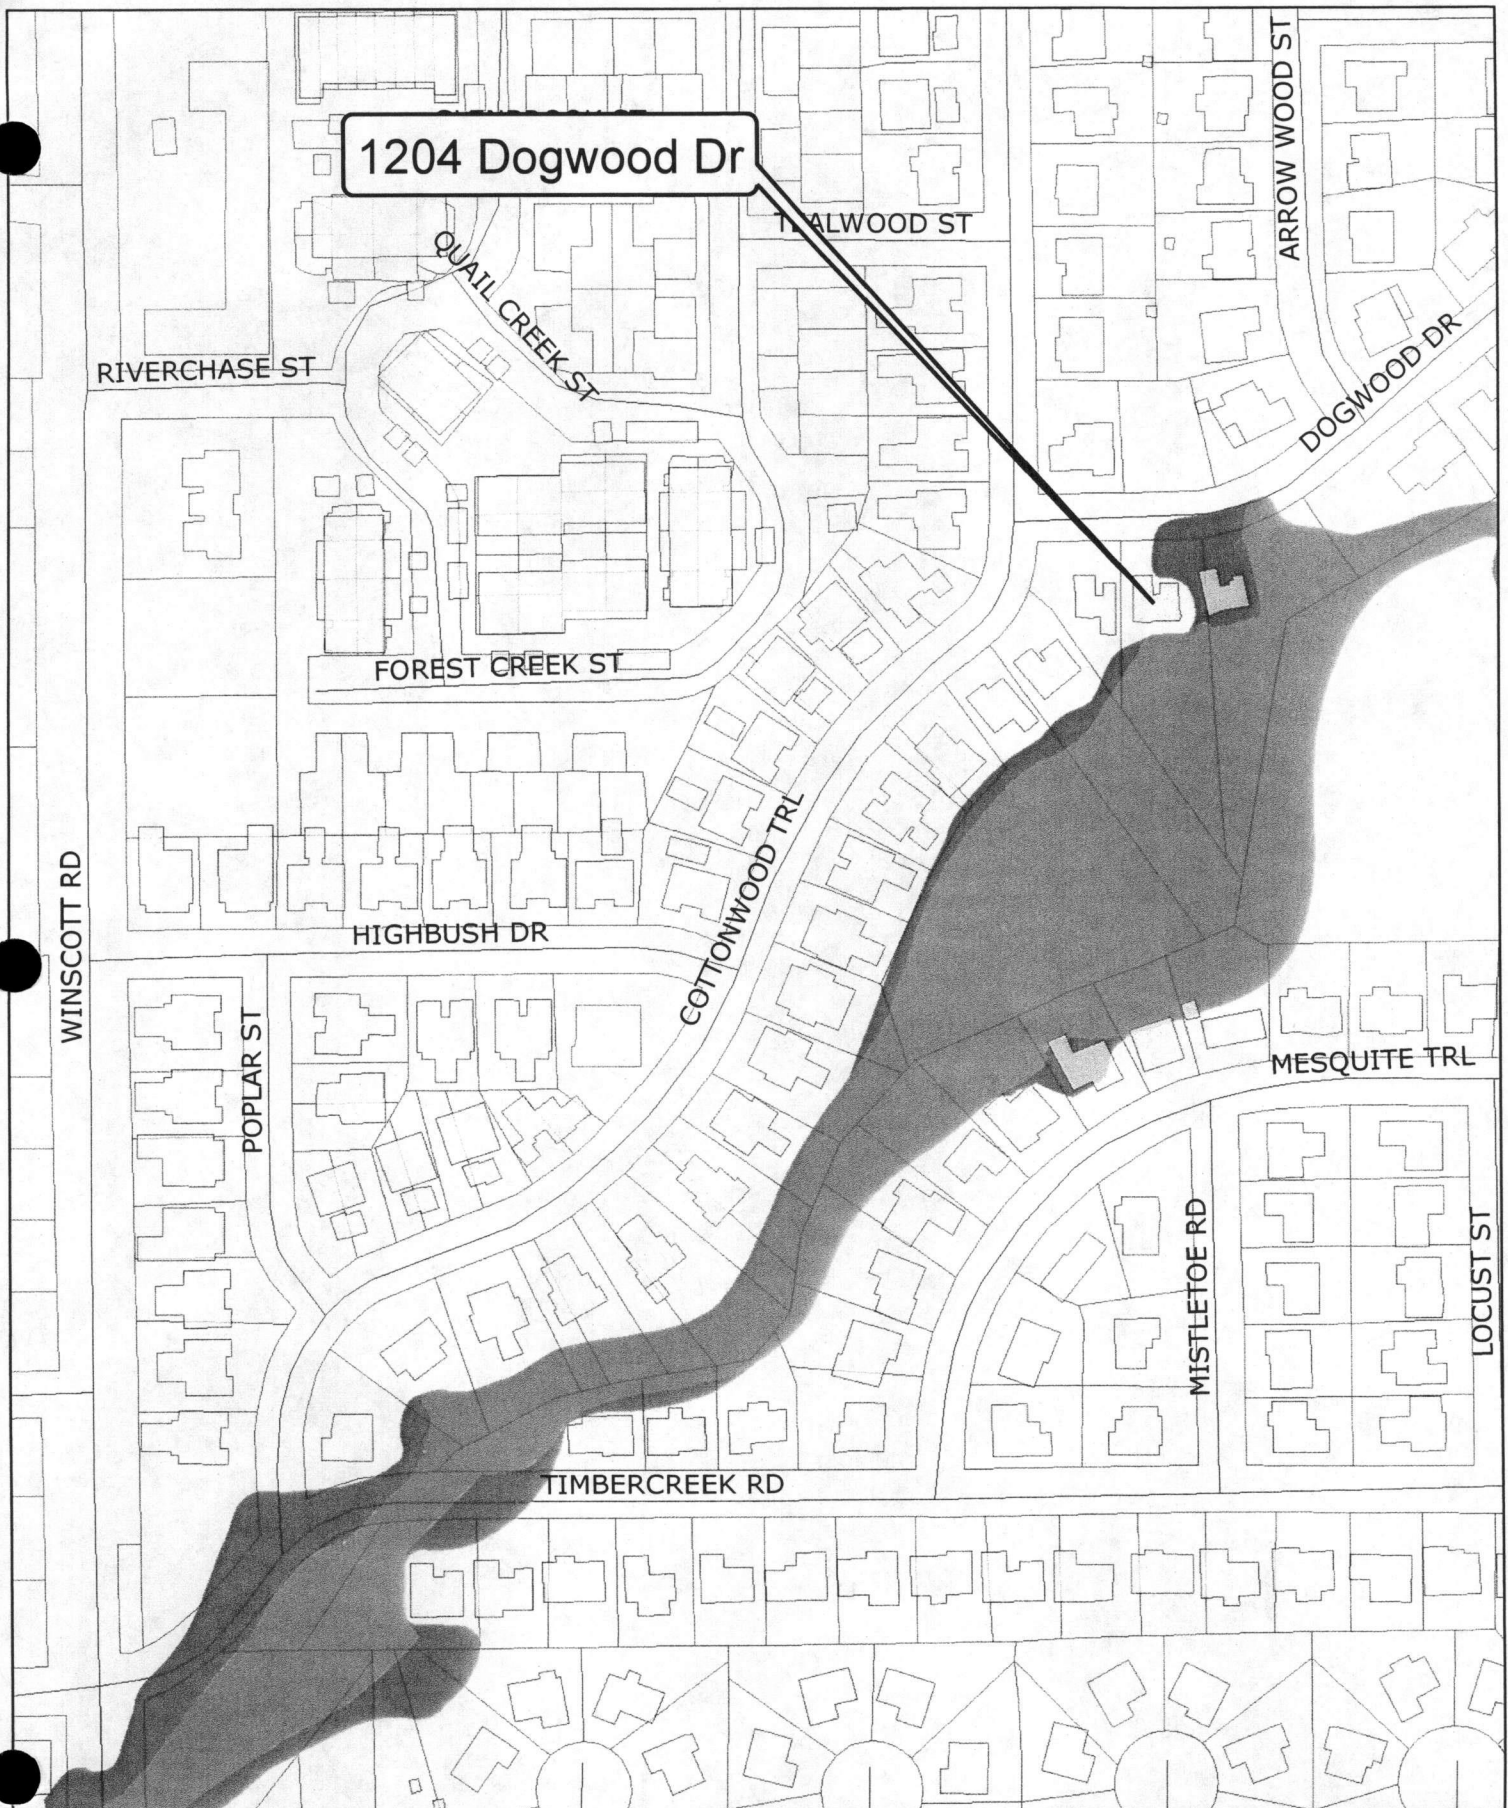 ARROW WOOD ST
1204 Dogwood Dr
TEALWOOD ST
QUAIL CREEK ST
RIVERCHASE ST
DOGWOOD DR
FOREST CREEK ST
COTTONWOOD TRL
WINSCOTT RD
HIGHBUSH DR
POPLAR ST
MESQUITE TRL
MISTLETOE RD
LOCUST ST
TIMBERCREEK RD